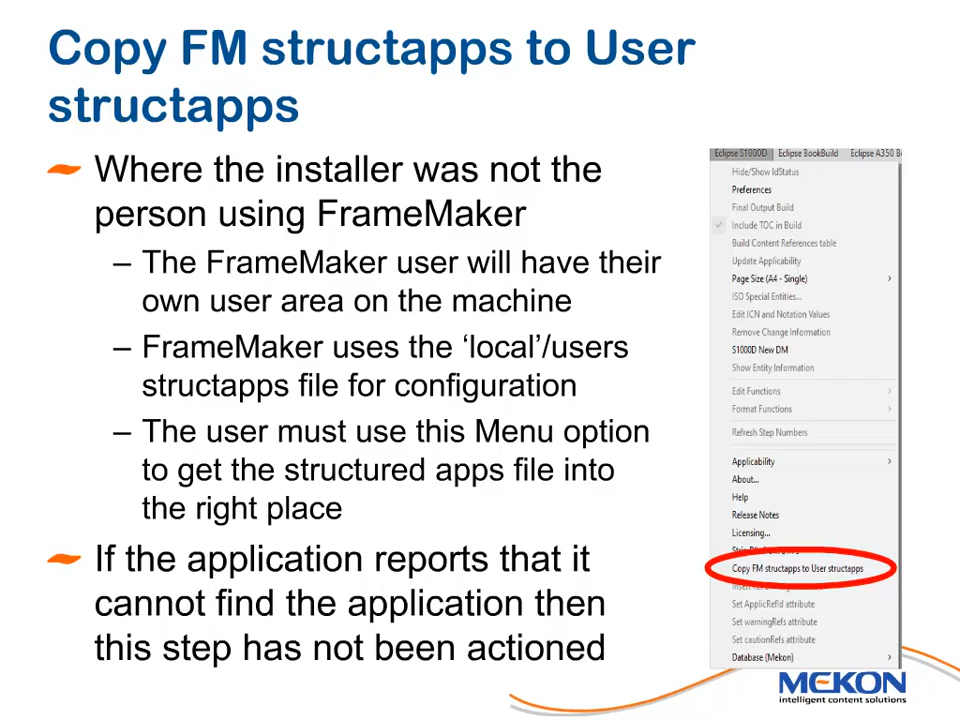 Copy FM structapps to User
structapps
Where the installer was not the
person using FrameMaker
– The FrameMaker user will have their
own user area on the machine
– FrameMaker uses the ‘local’/users
structapps file for configuration
– The user must use this Menu option
to get the structured apps file into
the right place
If the application reports that it
cannot find the application then
this step has not been actioned
Eclipse S1000D Eclipse BookBuild Eclipse A350 B
Hide/Show IdStatus
Preferences
Final Output Build
Include TOC in Build
Build Content References table
Update Applicability
Page Size (A4 - Single)
ISO Special Entities...
Edit ICN and Notation Values
Remove Change Information
S1000D New DM
Show Entity Information
Edit Functions
Format Functions
Refresh Step Numbers
Applicability
About...
Help
Release Notes
Licensing...
Copy FM structapps to User structapps
Set ApplicRefId attribute
Set warningRefs attribute
Set cautionRefs attribute
Database (Mekon)
MEKON
intelligent content solutions